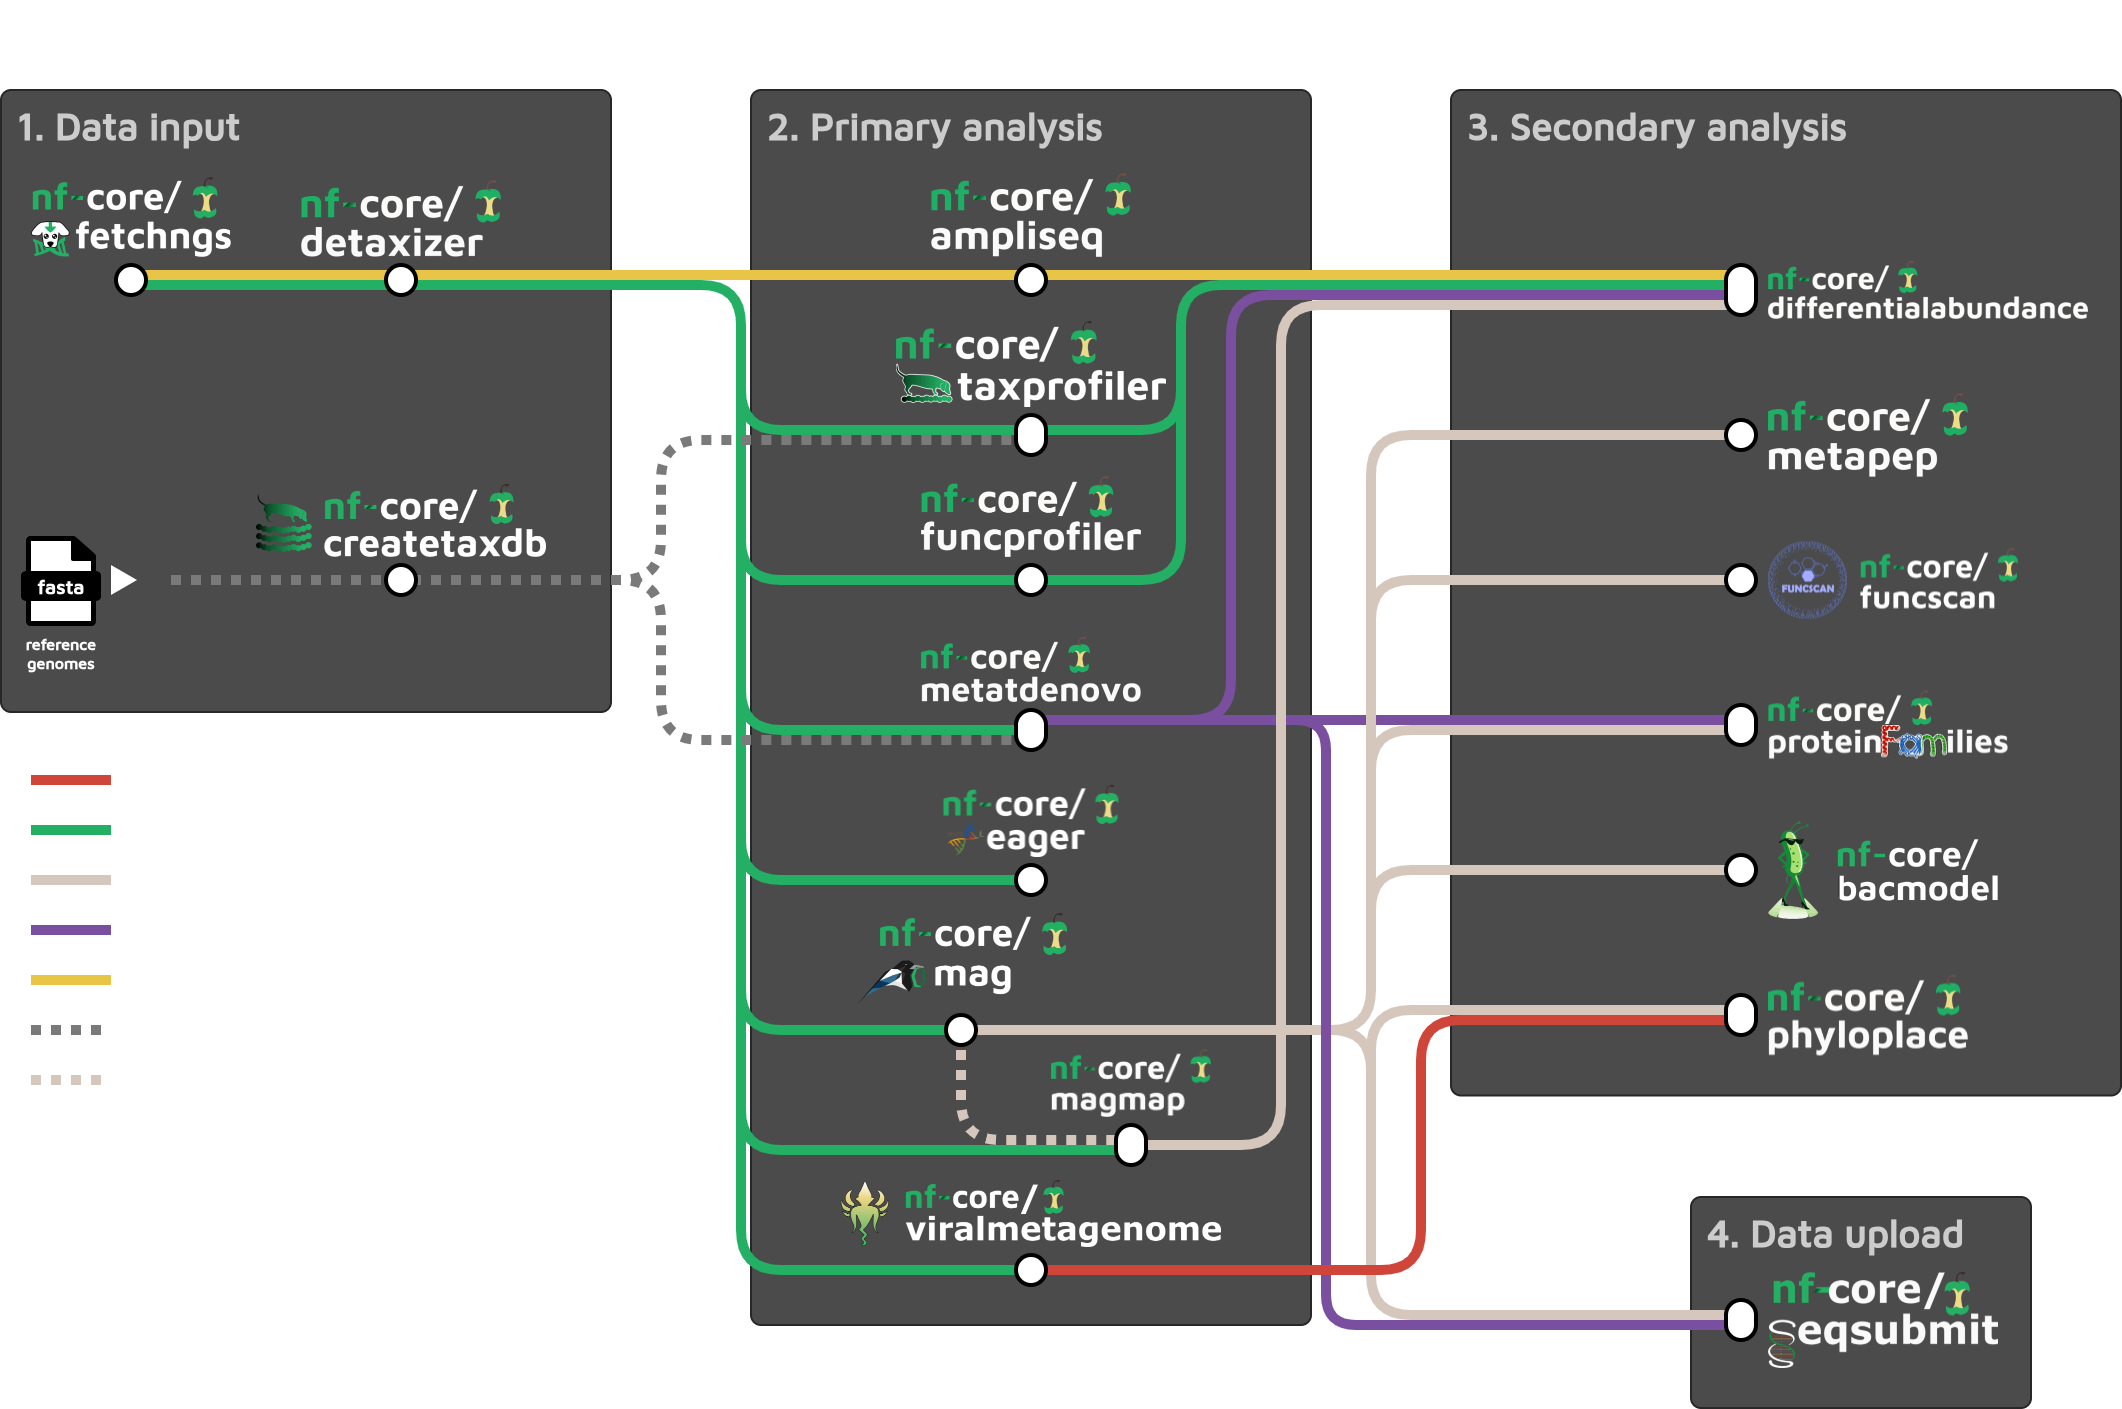 1. Data input
nf-core/
fetchngs
nf-core/
detaxizer
nf-core/
createtaxdb
fasta
reference
genomes
2. Primary analysis
nf-core/
ampliseq
nf-core/
taxprofiler
nf-core/
funcprofiler
nf-core/
metatdenovo
nf-core/
eager
nf-core/
mag
nf-core/
magmap
nf-core/
viralmetagenome
3. Secondary analysis
nf-core/
differentialabundance
nf-core/
metapep
FUNCSCAN
nf-core/
funcscan
nf-core/
proteinFamilies
nf-core/
bacmodel
nf-core/
phyloplace
4. Data upload
nf-core/
seqsubmit